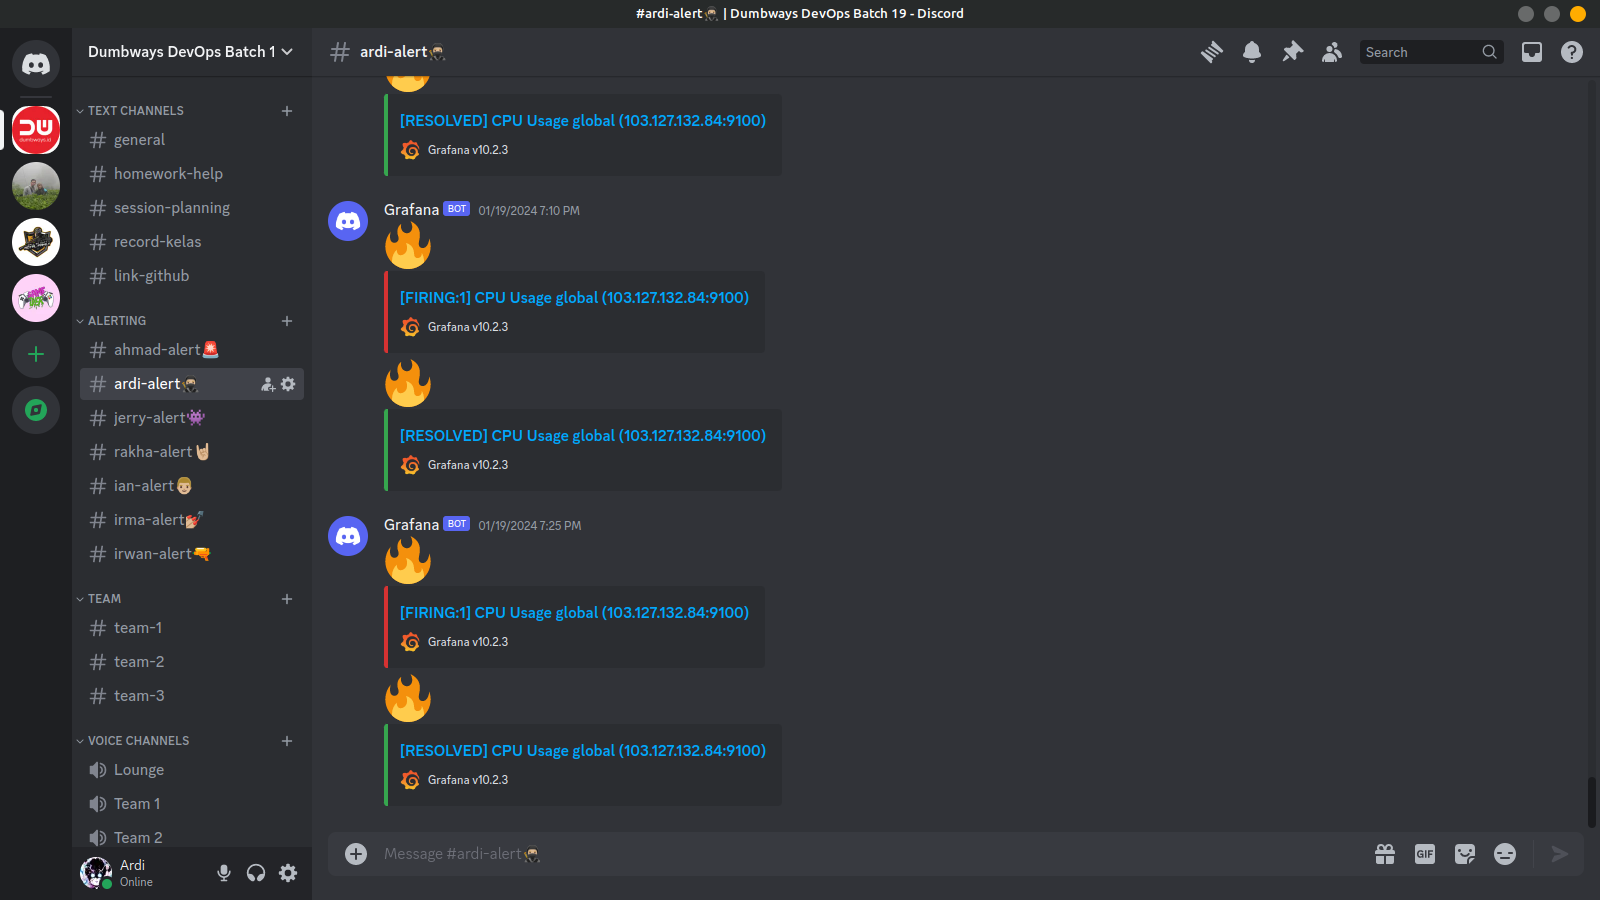 #ardi-alert🥷 | Dumbways DevOps Batch 19 - Discord
Dumbways DevOps Batch 1
ardi-alert🥷
Search
DW
dumbways.id
TEXT CHANNELS
general
homework-help
session-planning
record-kelas
link-github
ALERTING
ahmad-alert🚨
ardi-alert🥷
jerry-alert👾
rakha-alert🤘🏼
ian-alert👨🏼
irma-alert💅🏼
irwan-alert🔫
TEAM
team-1
team-2
team-3
VOICE CHANNELS
Lounge
Team 1
Team 2
Ardi
Online
🔥
[RESOLVED] CPU Usage global (103.127.132.84:9100)
Grafana v10.2.3
Grafana BOT 01/19/2024 7:10 PM
🔥
[FIRING:1] CPU Usage global (103.127.132.84:9100)
Grafana v10.2.3
🔥
[RESOLVED] CPU Usage global (103.127.132.84:9100)
Grafana v10.2.3
Grafana BOT 01/19/2024 7:25 PM
🔥
[FIRING:1] CPU Usage global (103.127.132.84:9100)
Grafana v10.2.3
🔥
[RESOLVED] CPU Usage global (103.127.132.84:9100)
Grafana v10.2.3
Message #ardi-alert🥷
GIF